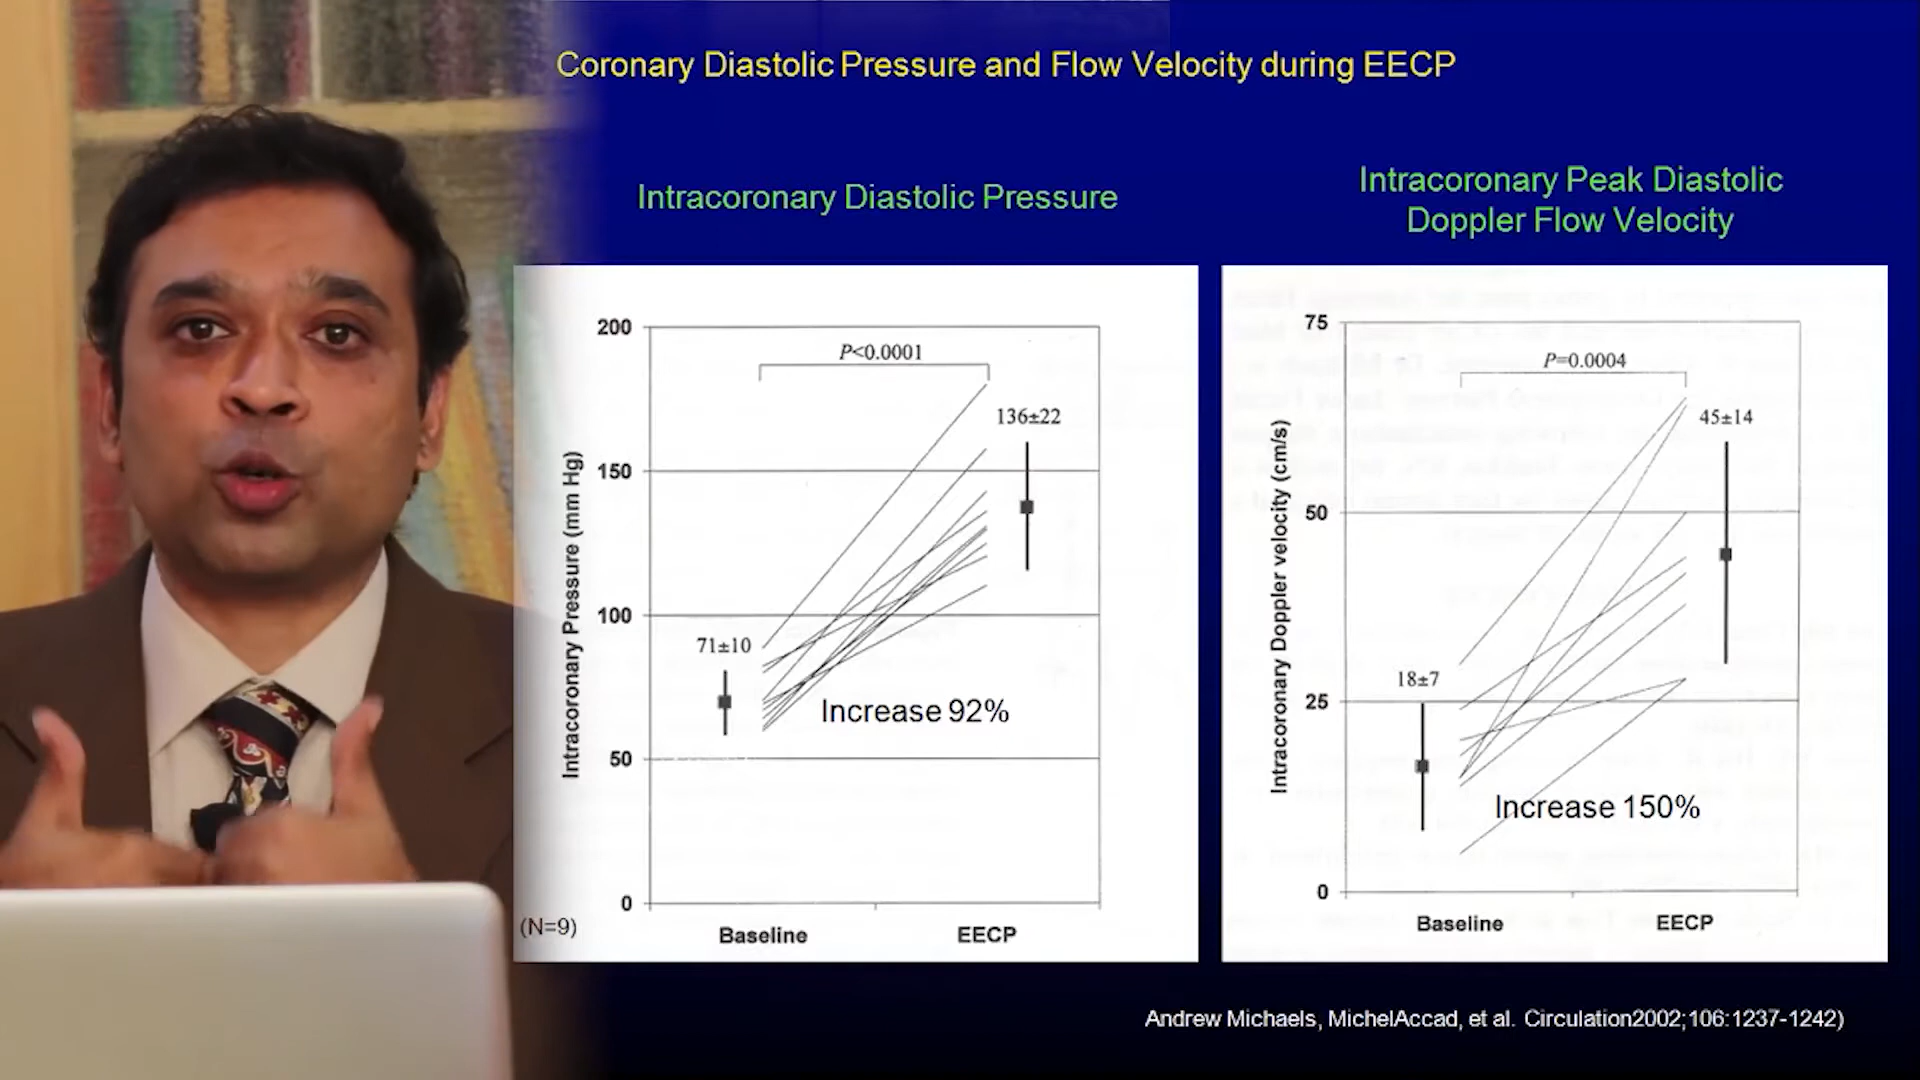 Coronary Diastolic Pressure and Flow Velocity during EECP
Intracoronary Diastolic Pressure
Intracoronary Pressure (mm Hg)
200
150
100
50
0
P<0.0001
71±10
136±22
Increase 92%
(N=9)
Baseline
EECP
Intracoronary Peak Diastolic
Doppler Flow Velocity
Intracoronary Doppler velocity (cm/s)
75
50
25
0
P=0.0004
18±7
45±14
Increase 150%
Baseline
EECP
Andrew Michaels, MichelAccad, et al. Circulation2002;106:1237-1242)